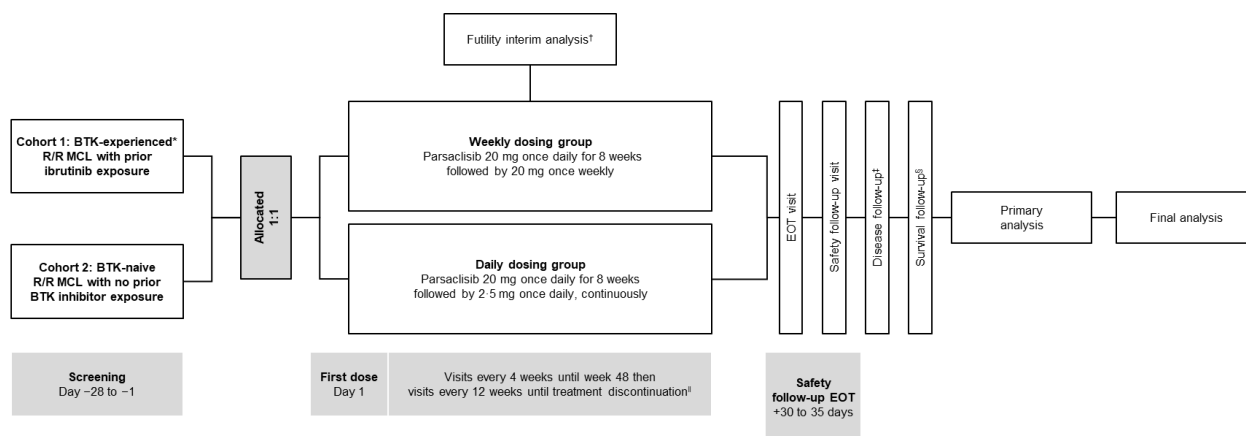 Futility interim analysis†
Cohort 1: BTK-experienced*
R/R MCL with prior
ibrutinib exposure
Cohort 2: BTK-naive
R/R MCL with no prior
BTK inhibitor exposure
Allocated
1:1
Weekly dosing group
Parsaclisib 20 mg once daily for 8 weeks
followed by 20 mg once weekly
Daily dosing group
Parsaclisib 20 mg once daily for 8 weeks
followed by 2·5 mg once daily, continuously
EOT visit
Safety follow-up visit
Disease follow-up‡
Survival follow-up§
Primary
analysis
Final analysis
Screening
Day −28 to −1
First dose
Day 1
Visits every 4 weeks until week 48 then
visits every 12 weeks until treatment discontinuation‖
Safety
follow-up EOT
+30 to 35 days